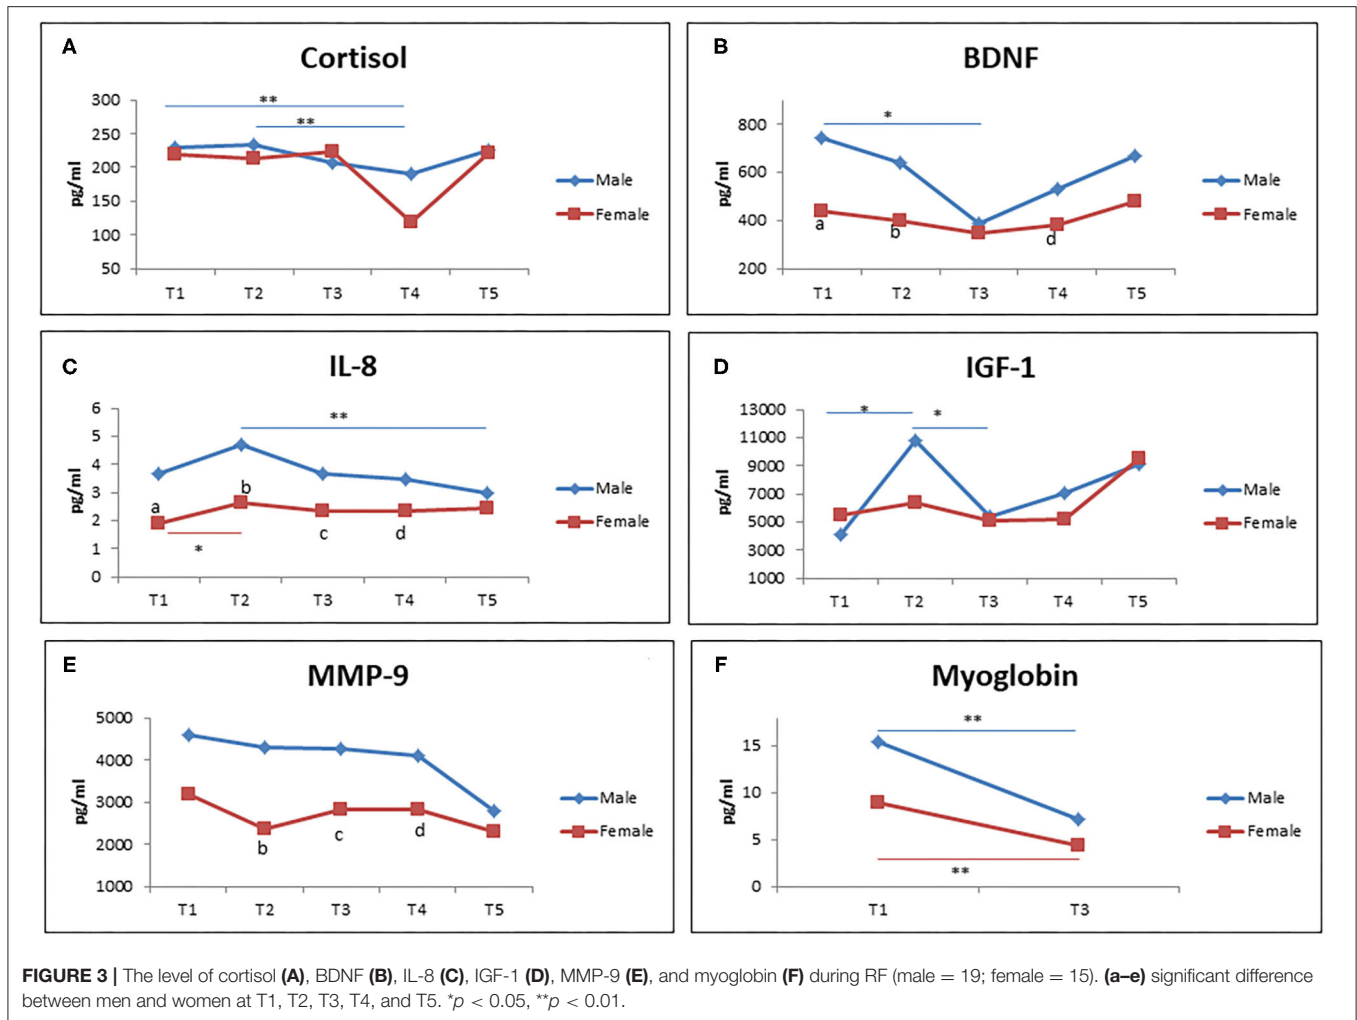 A
Cortisol
300
250
200
150
100
50
pg/ml
**
**
T1 T2 T3 T4 T5
Male
Female
B
BDNF
800
600
400
200
pg/ml
*
a
b
d
T1 T2 T3 T4 T5
Male
Female
C
IL-8
6
5
4
3
2
1
0
pg/ml
**
a
b
c
d
*
T1 T2 T3 T4 T5
Male
Female
D
IGF-1
13000
11000
9000
7000
5000
3000
1000
pg/ml
*
*
T1 T2 T3 T4 T5
Male
Female
E
MMP-9
5000
4000
3000
2000
1000
pg/ml
b
c
d
T1 T2 T3 T4 T5
Male
Female
F
Myoglobin
15
10
5
0
pg/ml
**
**
T1 T3
Male
Female
FIGURE 3 | The level of cortisol (A), BDNF (B), IL-8 (C), IGF-1 (D), MMP-9 (E), and myoglobin (F) during RF (male = 19; female = 15). (a–e) significant difference
between men and women at T1, T2, T3, T4, and T5. *p < 0.05, **p < 0.01.